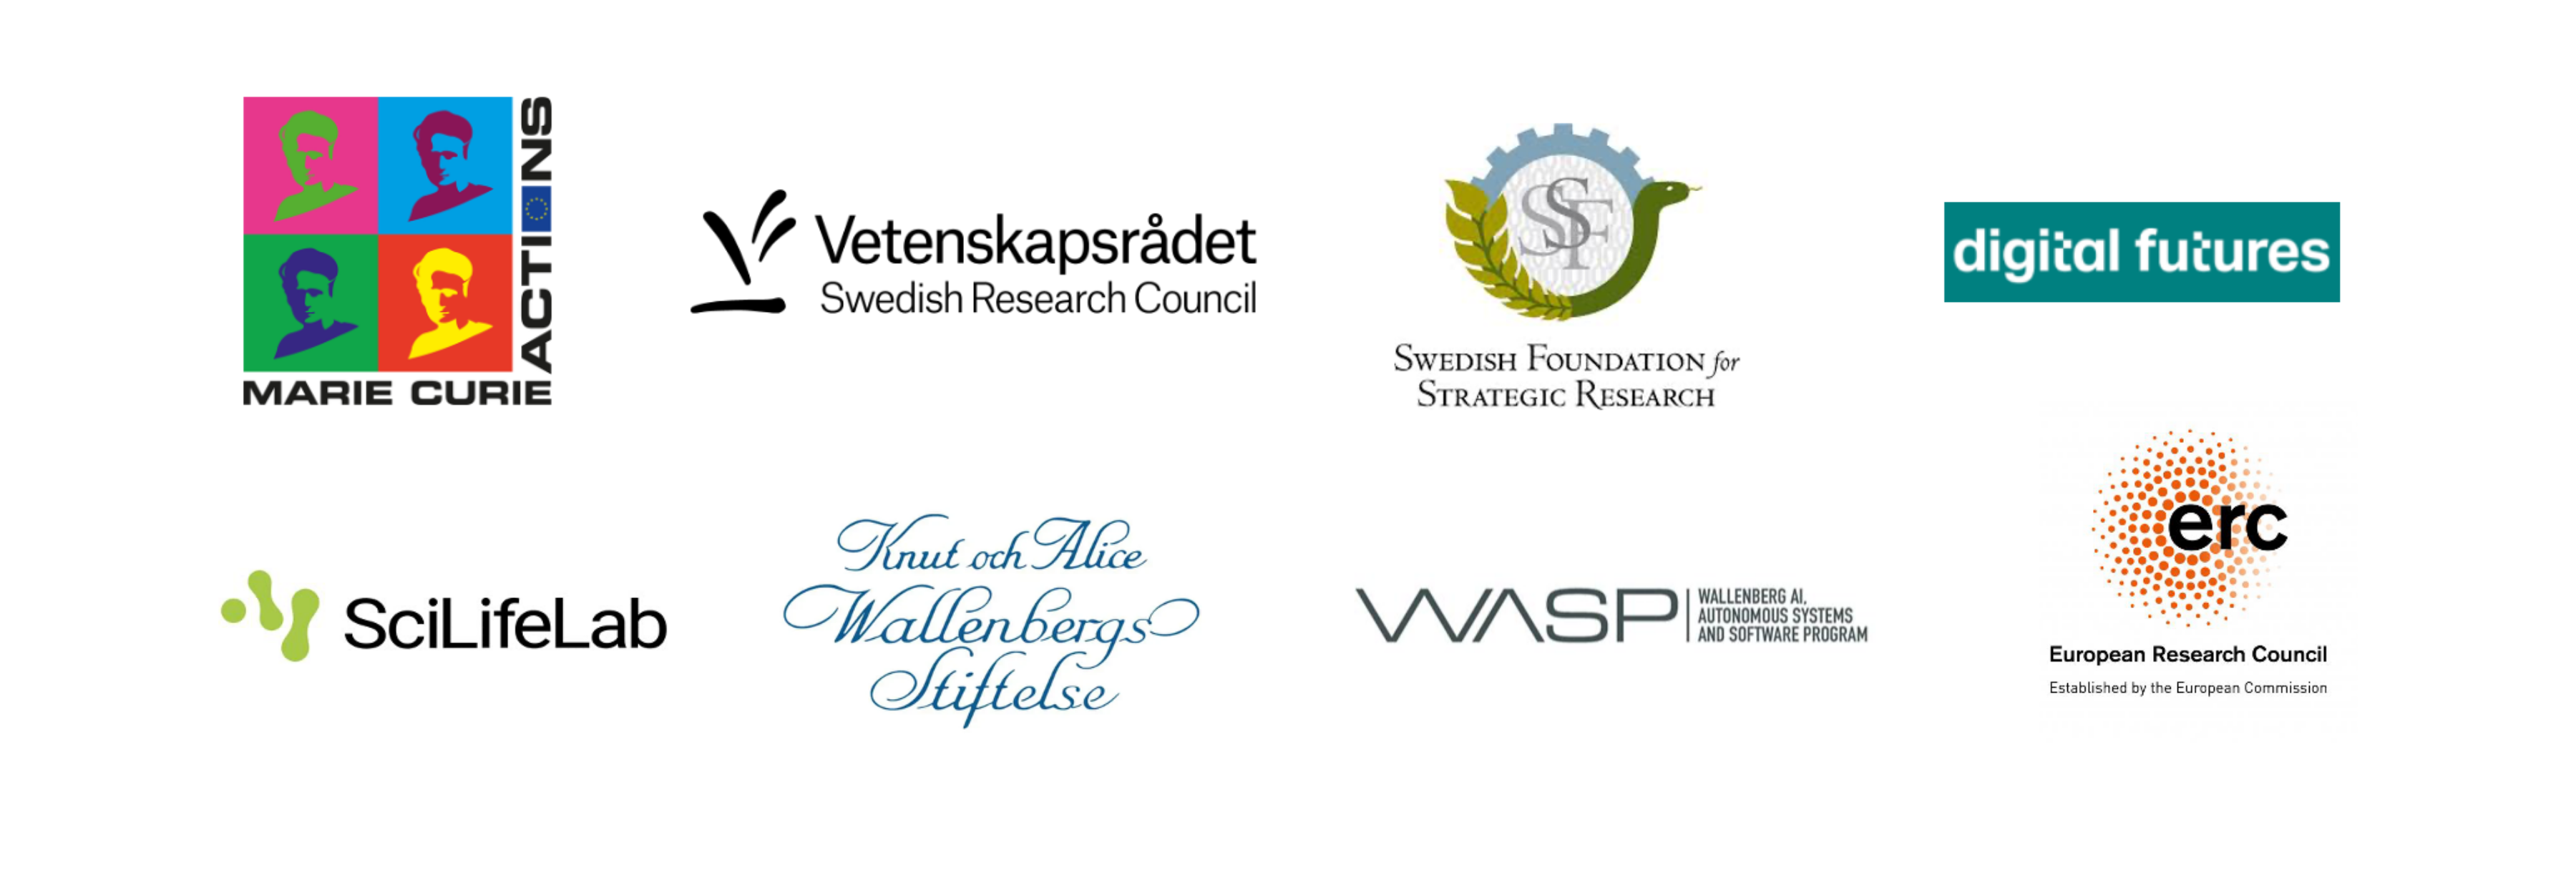 MARIE CURIE
ACTIONS
Vetenskapsrådet
Swedish Research Council
SSF
SWEDISH FOUNDATION for
STRATEGIC RESEARCH
digital futures
SciLifeLab
Knut och Alice
Wallenbergs
Stiftelse
WASP
WALLENBERG AI,
AUTONOMOUS SYSTEMS
AND SOFTWARE PROGRAM
erc
European Research Council
Established by the European Commission